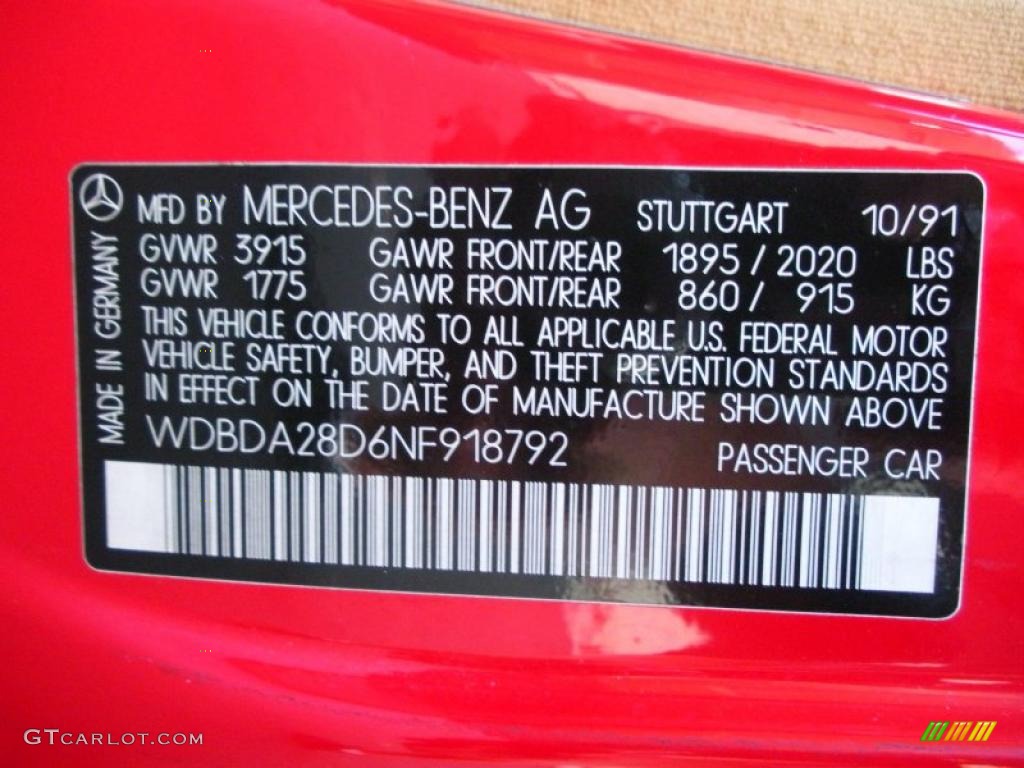 MFD BY MERCEDES-BENZ AG STUTTGART 10/91
GVWR 3915 GAWR FRONT/REAR 1895 / 2020 LBS
GVWR 1775 GAWR FRONT/REAR 860 / 915 KG
THIS VEHICLE CONFORMS TO ALL APPLICABLE U.S. FEDERAL MOTOR
VEHICLE SAFETY, BUMPER, AND THEFT PREVENTION STANDARDS
IN EFFECT ON THE DATE OF MANUFACTURE SHOWN ABOVE
WDBDA28D6NF918792 PASSENGER CAR
MADE IN GERMANY
GTCARLOT.COM